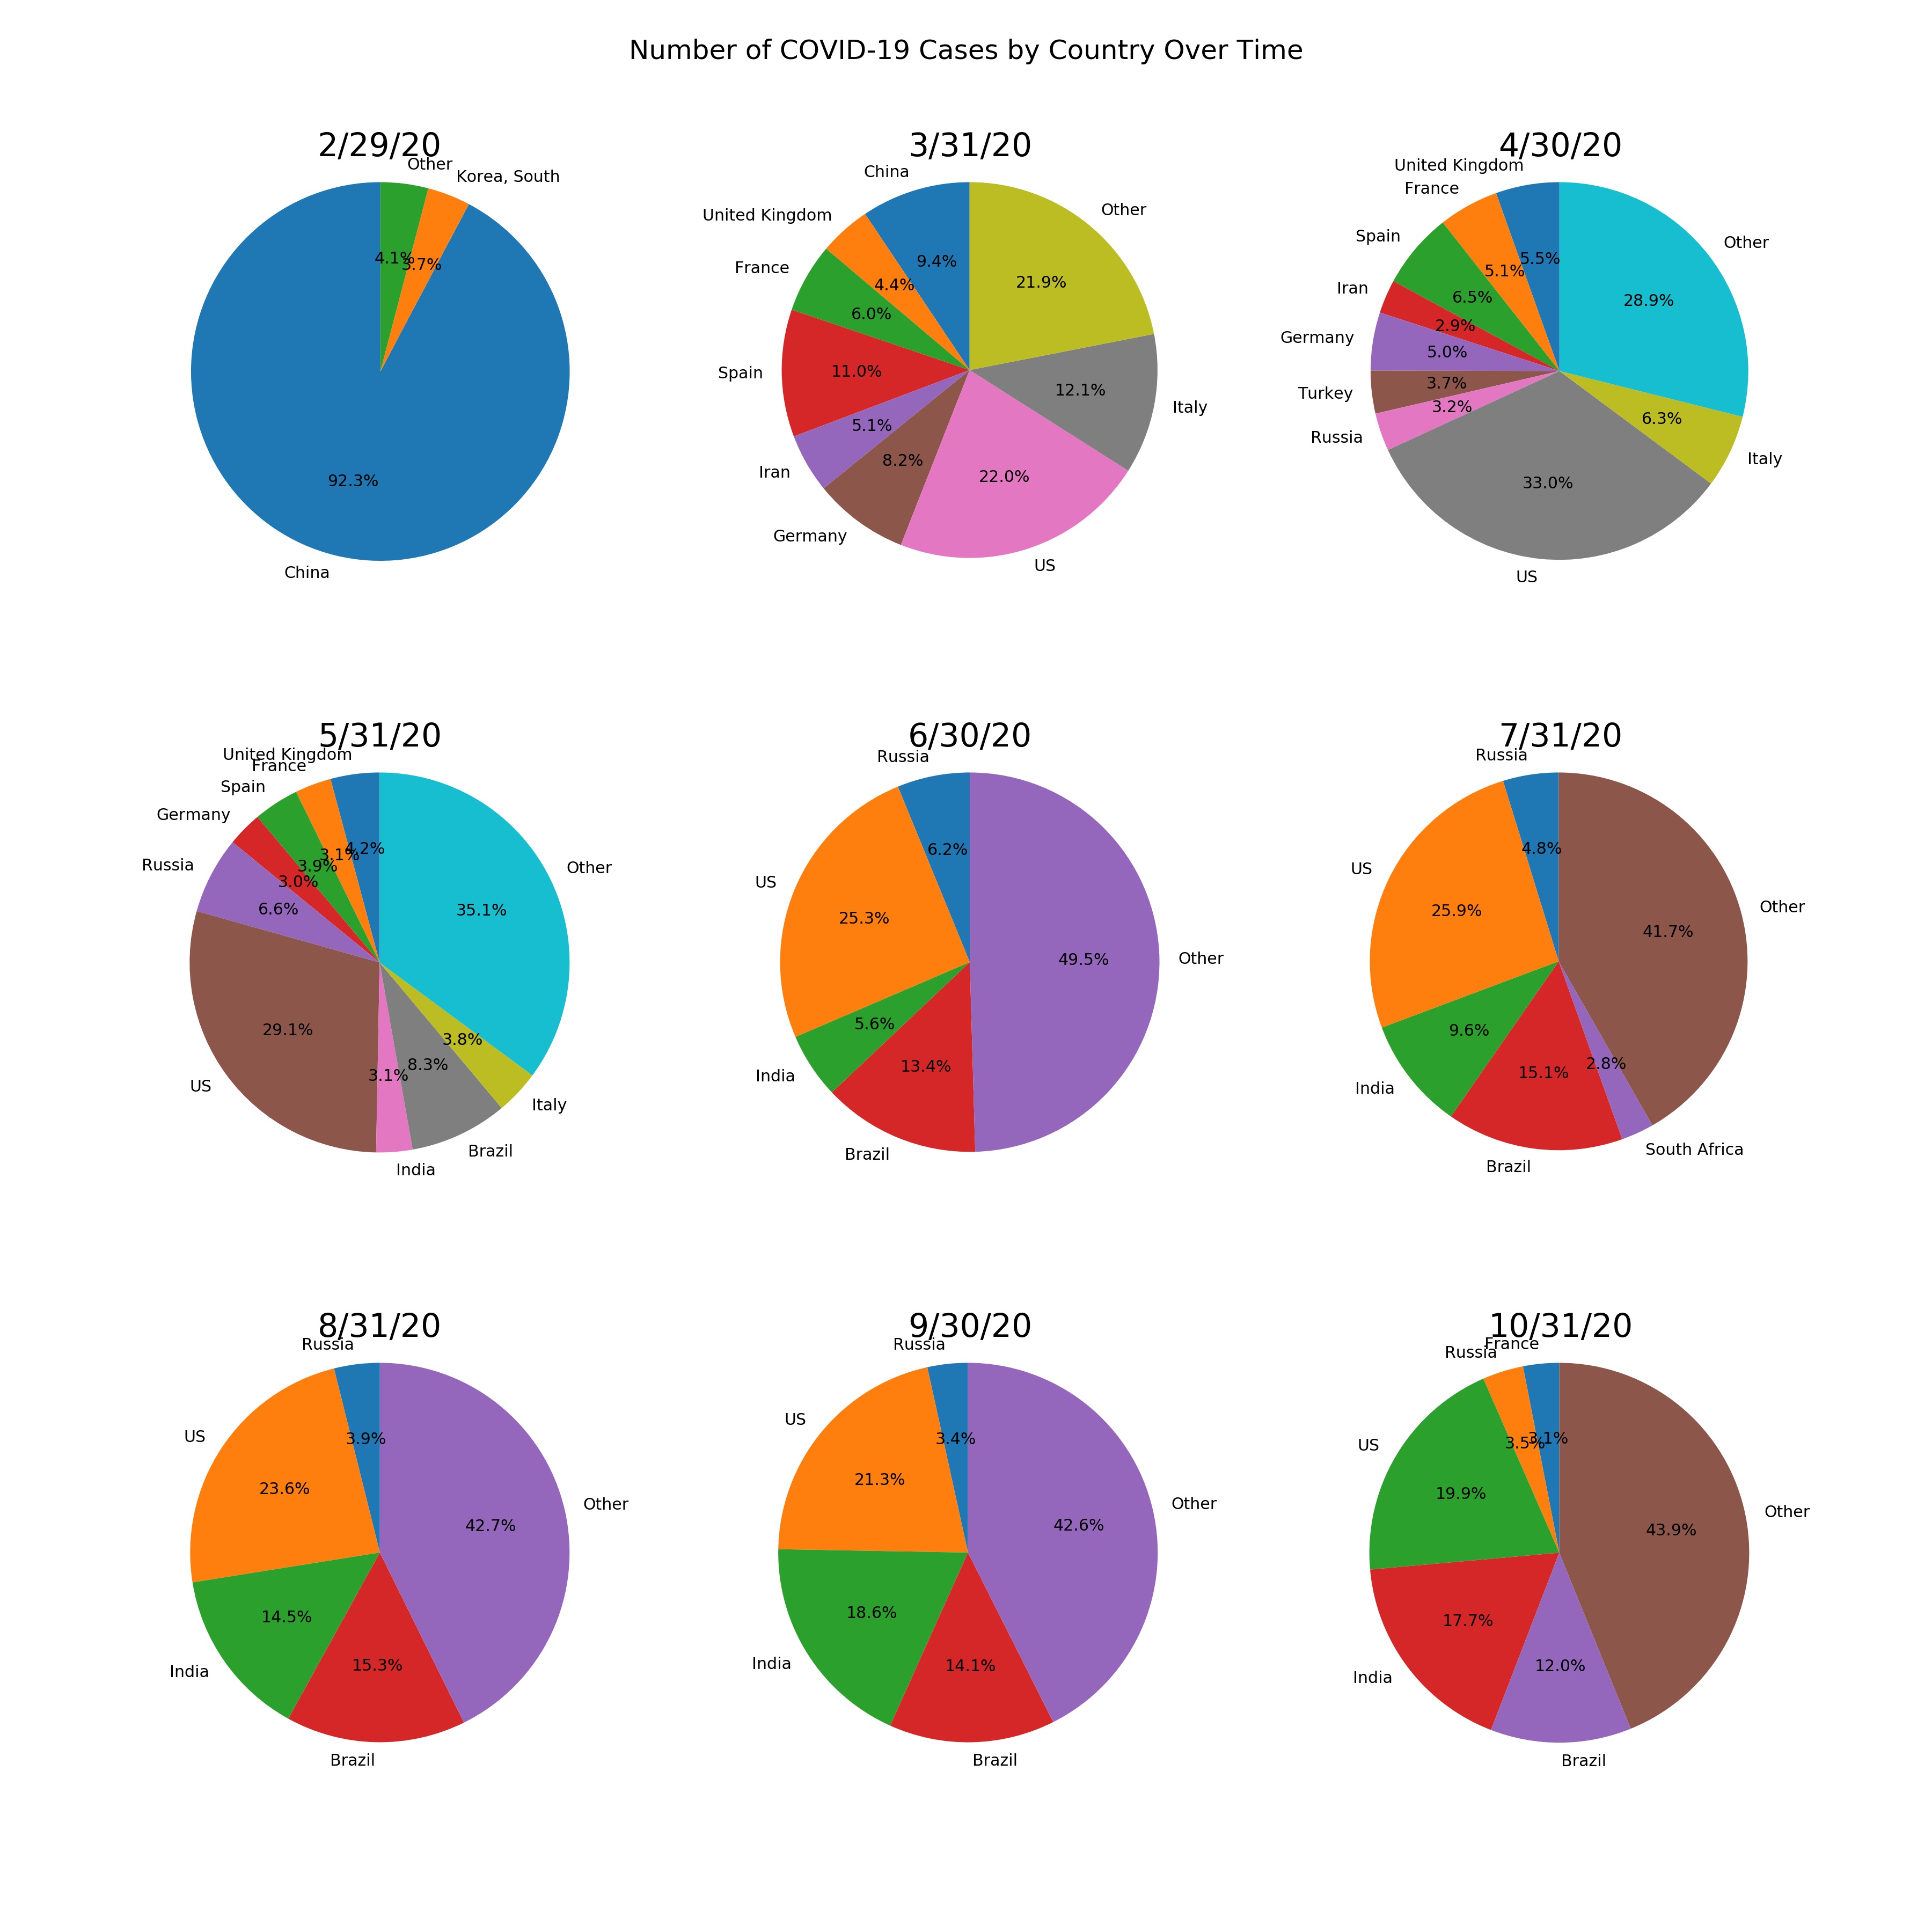 Number of COVID-19 Cases by Country Over Time
2/29/20
Other
Korea, South
4.1%
3.7%
92.3%
China
3/31/20
China
United Kingdom
Other
France
9.4%
21.9%
4.4%
6.0%
Spain
11.0%
12.1%
Italy
5.1%
Iran
8.2%
22.0%
Germany
US
4/30/20
United Kingdom
France
Spain
Other
5.5%
5.1%
Iran
6.5%
28.9%
2.9%
Germany
5.0%
3.7%
Turkey
3.2%
6.3%
Russia
Italy
33.0%
US
5/31/20
United Kingdom
France
Spain
Germany
4.2%
3.1%
Russia
3.9%
Other
3.0%
6.6%
35.1%
29.1%
3.8%
8.3%
3.1%
US
Italy
Brazil
India
6/30/20
Russia
6.2%
US
25.3%
49.5%
Other
5.6%
13.4%
India
Brazil
7/31/20
Russia
4.8%
US
25.9%
Other
41.7%
9.6%
2.8%
15.1%
India
South Africa
Brazil
8/31/20
Russia
US
3.9%
23.6%
Other
42.7%
14.5%
15.3%
India
Brazil
9/30/20
Russia
US
3.4%
21.3%
Other
42.6%
18.6%
14.1%
India
Brazil
10/31/20
France
Russia
US
3.5%
3.1%
19.9%
Other
43.9%
17.7%
12.0%
India
Brazil